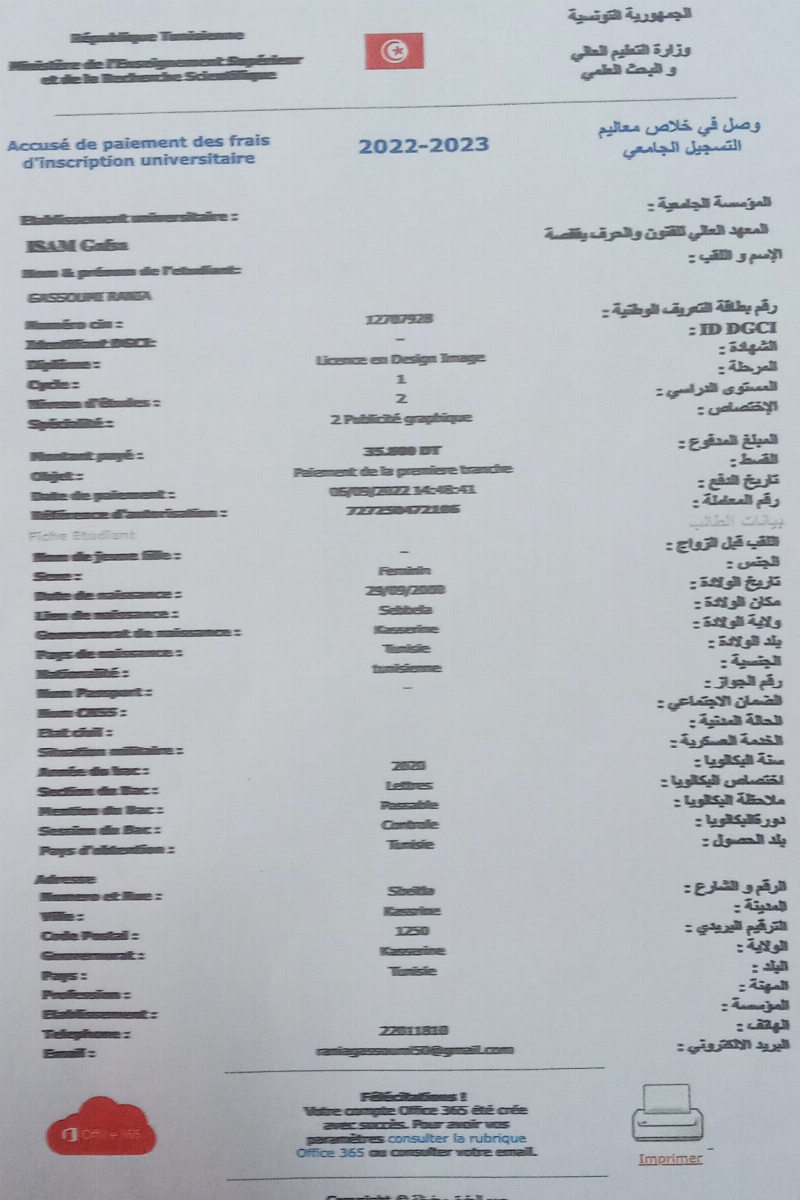 République Tunisienne
Ministère de l'Enseignement Supérieur
et de la Recherche Scientifique
الجمهورية التونسية
وزارة التعليم العالي
و البحث العلمي
Accusé de paiement des frais
d'inscription universitaire
2022-2023
وصل في خلاص معاليم
التسجيل الجامعي
Etablissement universitaire :
المؤسسة الجامعية :
ISAM Gafsa
المعهد العالي للفنون والحرف بقفصة
Nom & prénom de l'etudiant:
الإسم و اللقب :
GASSOUMI RANIA
Numéro cin :
12707928
رقم بطاقة التعريف الوطنية :
Identifiant DGCI:
–
ID DGCI :
Diplôme :
Licence en Design Image
الشهادة :
Cycle :
1
المرحلة :
Niveau d'études :
2
المستوى الدراسي :
Spécialité :
2 Publicité graphique
الإختصاص :
Montant payé :
35.800 DT
المبلغ المدفوع :
Objet :
Paiement de la premiere tranche
القسط :
Date de paiement :
06/09/2022 14:48:41
تاريخ الدفع :
Référence d'autorisation :
727250472106
رقم المعاملة :
Fiche Etudiant
بيانات الطالب
Nom de jeune fille :
–
اللقب قبل الزواج :
Sexe :
Feminin
الجنس :
Date de naissance :
تاريخ الولادة :
Lieu de naissance :
مكان الولادة :
Gouvernorat de naissance :
Kasserine
ولاية الولادة :
Pays de naissance :
Tunisie
بلد الولادة :
Nationalité :
tunisienne
الجنسية :
Num Passport :
–
رقم الجواز :
Num CNSS :
الضمان الاجتماعي :
Etat civil :
الحالة المدنية :
Situation militaire :
الخدمة العسكرية :
Année du bac :
2020
سنة البكالوريا :
Section du Bac :
Lettres
اختصاص البكالوريا :
Mention du Bac :
Passable
ملاحظة البكالوريا :
Session du Bac :
Controle
دورة البكالوريا :
Pays d'obtention :
Tunisie
بلد الحصول :
Adresse
Numero et Rue :
Sbeitla
الرقم و الشارع :
Ville :
Kassrine
المدينة :
Code Postal :
1250
الترقيم البريدي :
Gouvernorat :
Kasserine
الولاية :
Pays :
Tunisie
البلد :
Profession :
المهنة :
Etablissement :
المؤسسة :
Telephone :
22011810
الهاتف :
Email :
raniagassoumi50@gmail.com
البريد الالكتروني :
Office 365
Félécitations !
Votre compte Office 365 été crée
avec succès. Pour avoir vos
paramètres consulter la rubrique
Office 365 ou consulter votre email.
Imprimer